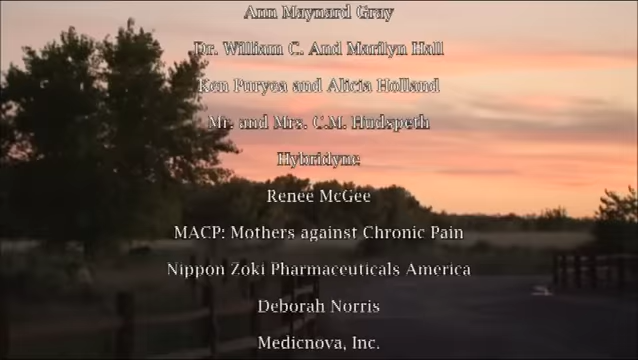 Ann Maynard Gray
Dr. William C. And Marilyn Hall
Ken Puryea and Alicia Holland
Mr. and Mrs. C.M. Hudspeth
Hybridyne
Renee McGee
MACP: Mothers against Chronic Pain
Nippon Zoki Pharmaceuticals America
Deborah Norris
Medicnova, Inc.